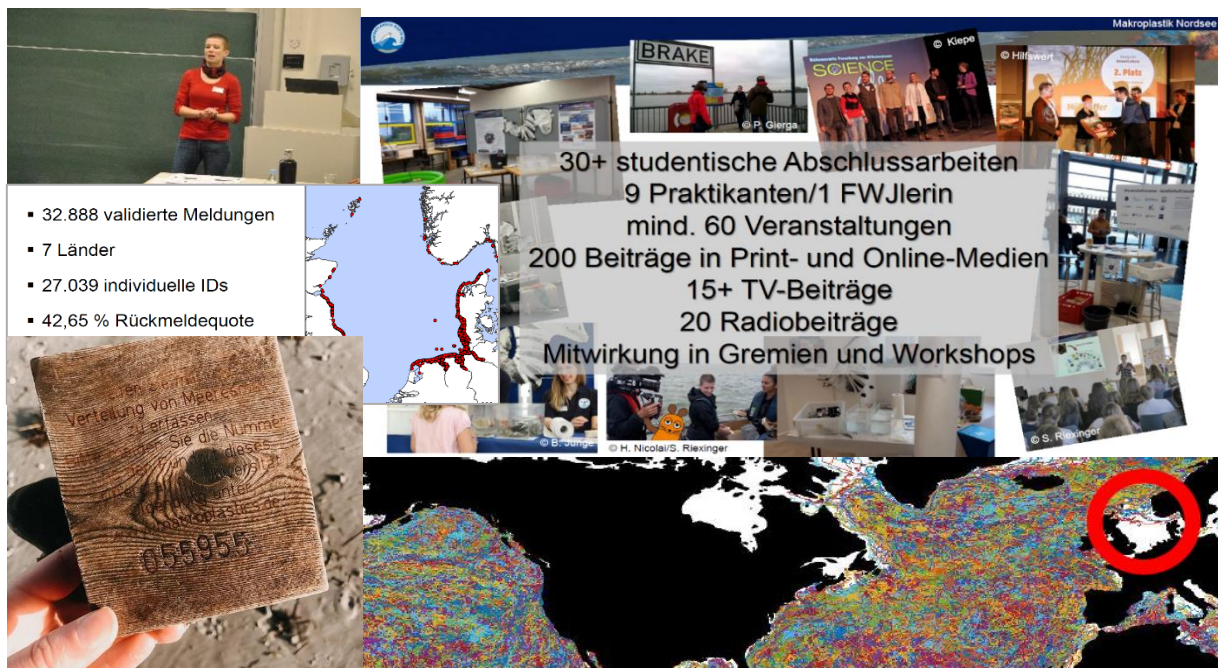 Makroplastik Nordsee
BRAKE
© P. Gierga
© Kiepe
SCIENCE
© Hilfswert
2. Platz
30+ studentische Abschlussarbeiten
9 Praktikanten/1 FWJlerin
mind. 60 Veranstaltungen
200 Beiträge in Print- und Online-Medien
15+ TV-Beiträge
20 Radiobeiträge
Mitwirkung in Gremien und Workshops
© B. Junge
© H. Nicolai/S. Riexinger
© S. Riexinger
▪ 32.888 validierte Meldungen
▪ 7 Länder
▪ 27.039 individuelle IDs
▪ 42,65 % Rückmeldequote
Verteilung von Meeres
erfassen
Sie die Nummer
dieses
unter
055955